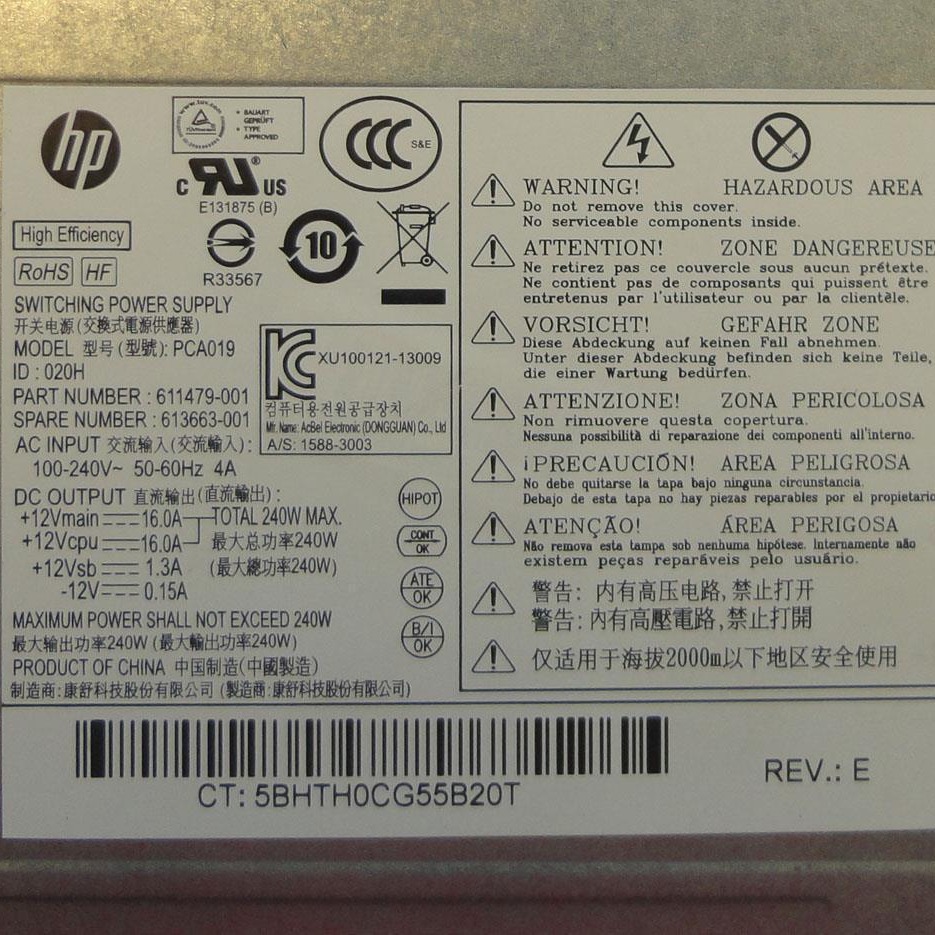 hp
www.tuv.com
BAUART
GEPRÜFT
TYPE
APPROVED
CCC S&E
C RU ® US
E131875 (B)
R33567
10
High Efficiency
RoHS HF
SWITCHING POWER SUPPLY
开关电源(交換式電源供應器)
MODEL 型号(型號): PCA019
ID : 020H
PART NUMBER : 611479-001
SPARE NUMBER : 613663-001
AC INPUT 交流输入(交流輸入) :
100-240V~ 50-60Hz 4A
KC XU100121-13009
컴퓨터용전원공급장치
Mfr. Name: AcBel Electronic (DONGGUAN) Co., Ltd
A/S: 1588-3003
DC OUTPUT 直流输出(直流輸出) :
+12Vmain 16.0A TOTAL 240W MAX.
+12Vcpu 16.0A 最大总功率240W
+12Vsb 1.3A (最大總功率240W)
-12V 0.15A
MAXIMUM POWER SHALL NOT EXCEED 240W
最大输出功率240W (最大輸出功率240W)
PRODUCT OF CHINA 中国制造(中國製造)
制造商:康舒科技股份有限公司 (製造商:康舒科技股份有限公司)
HIPOT
CONT
OK
ATE
OK
B/I
OK
WARNING! HAZARDOUS AREA
Do not remove this cover.
No serviceable components inside.
ATTENTION! ZONE DANGEREUSE
Ne retirez pas ce couvercle sous aucun prétexte.
Ne contient pas de composants qui puissent être
entretenus par l'utilisateur ou par la clientèle.
VORSICHT! GEFAHR ZONE
Diese Abdeckung auf keinen Fall abnehmen.
Unter dieser Abdeckung befinden sich keine Teile,
die einer Wartung bedürfen.
ATTENZIONE! ZONA PERICOLOSA
Non rimuovere questa copertura.
Nessuna possibilità di reparazione dei componenti all'interno.
¡PRECAUCIÓN! AREA PELIGROSA
No debe quitarse la tapa bajo ninguna circunstancia.
Debajo de esta tapa no hay piezas reparables por el propietario
ATENÇÃO! ÁREA PERIGOSA
Não remova esta tampa sob nenhuma hipótese. Internamente não
existem peças reparáveis pelo usuário.
警告: 内有高压电路, 禁止打开
警告: 內有高壓電路, 禁止打開
仅适用于海拔2000m以下地区安全使用
CT: 5BHTH0CG55B20T
REV.: E